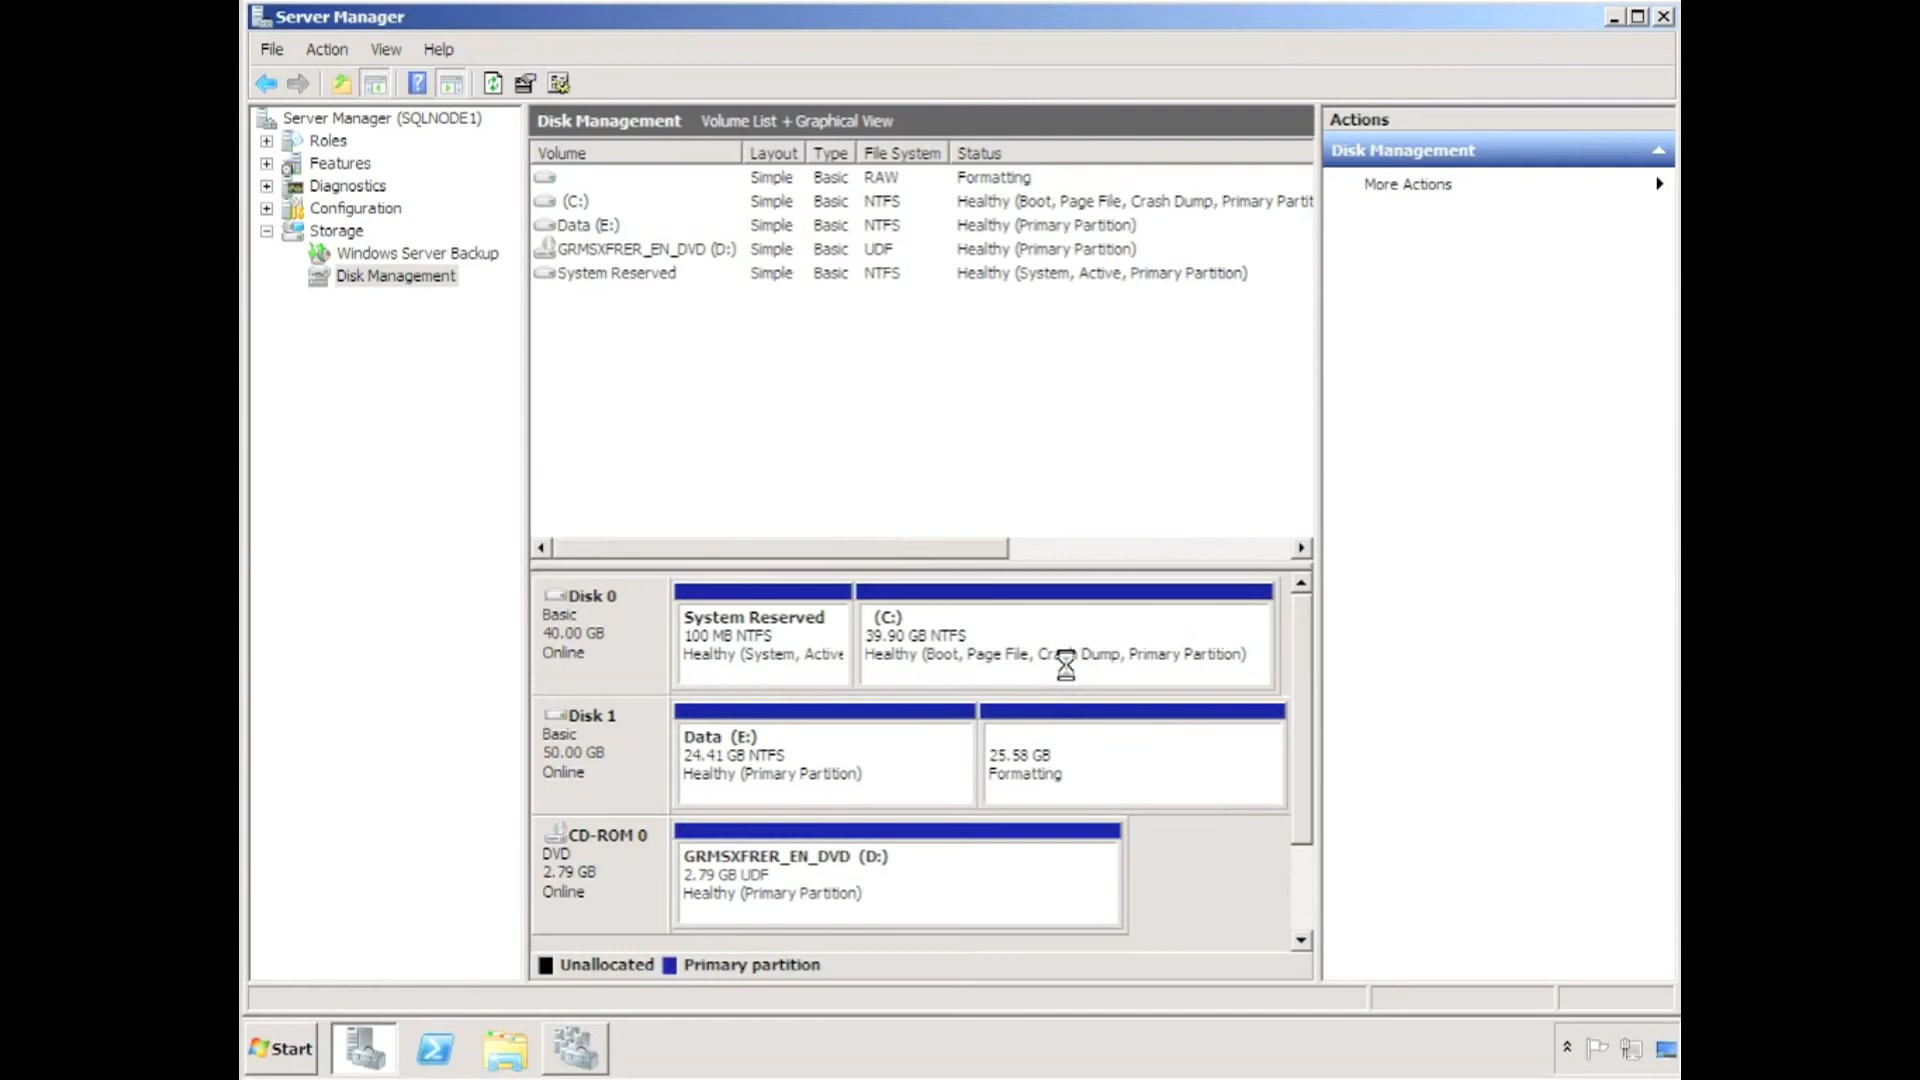 Server Manager
File Action View Help
Server Manager (SQLNODE1)
Roles
Features
Diagnostics
Configuration
Storage
Windows Server Backup
Disk Management
Disk Management Volume List + Graphical View
Volume Layout Type File System Status
Simple Basic RAW Formatting
(C:) Simple Basic NTFS Healthy (Boot, Page File, Crash Dump, Primary Partit
Data (E:) Simple Basic NTFS Healthy (Primary Partition)
GRMSXFRER_EN_DVD (D:) Simple Basic UDF Healthy (Primary Partition)
System Reserved Simple Basic NTFS Healthy (System, Active, Primary Partition)
Disk 0
Basic
40.00 GB
Online
System Reserved
100 MB NTFS
Healthy (System, Active
(C:)
39.90 GB NTFS
Healthy (Boot, Page File, Crash Dump, Primary Partition)
Disk 1
Basic
50.00 GB
Online
Data (E:)
24.41 GB NTFS
Healthy (Primary Partition)
25.58 GB
Formatting
CD-ROM 0
DVD
2.79 GB
Online
GRMSXFRER_EN_DVD (D:)
2.79 GB UDF
Healthy (Primary Partition)
Unallocated Primary partition
Actions
Disk Management
More Actions
Start